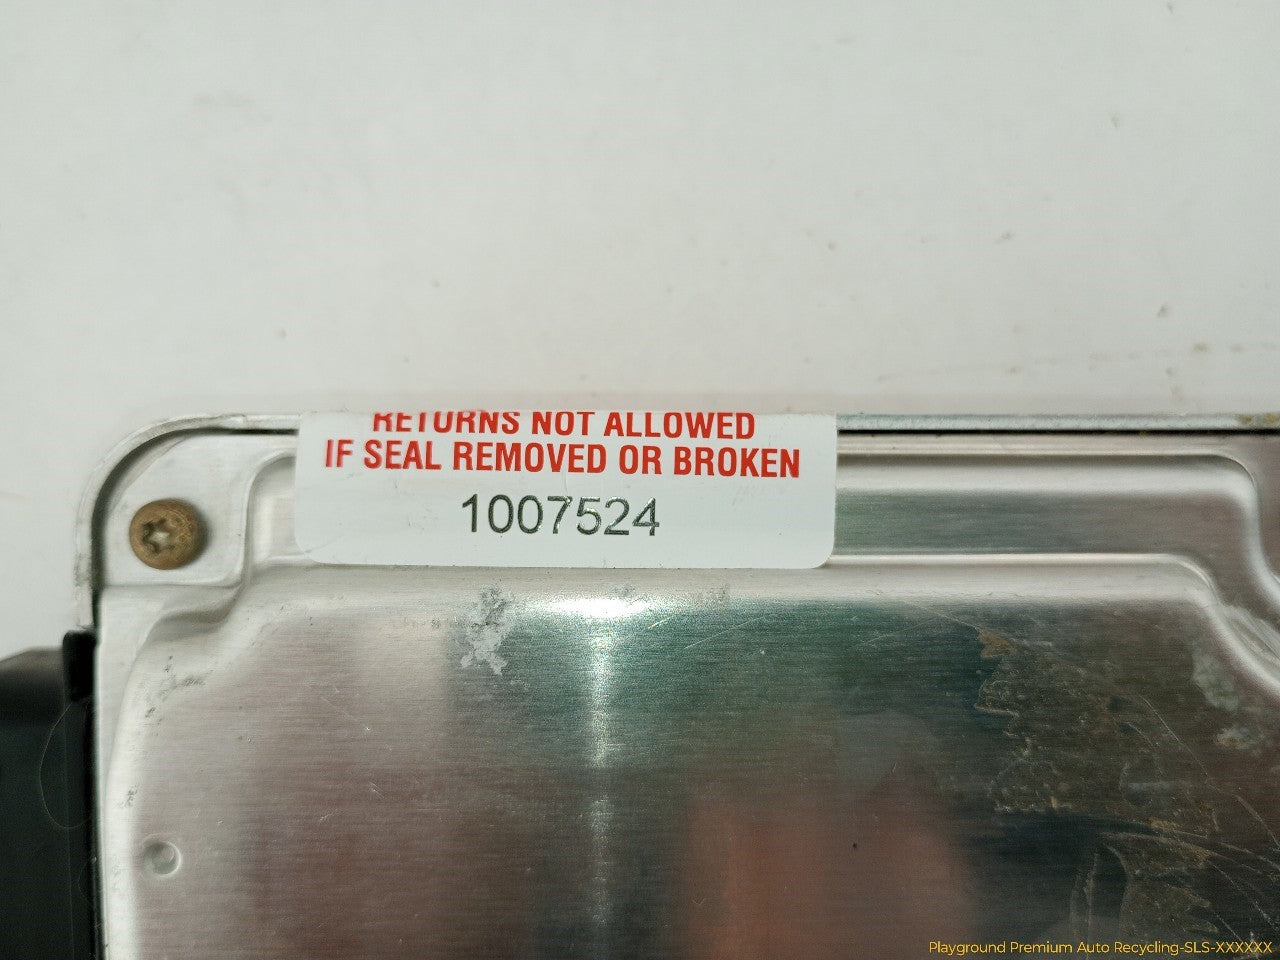 RETURNS NOT ALLOWED
IF SEAL REMOVED OR BROKEN
1007524
Playground Premium Auto Recycling-SLS-XXXXXX